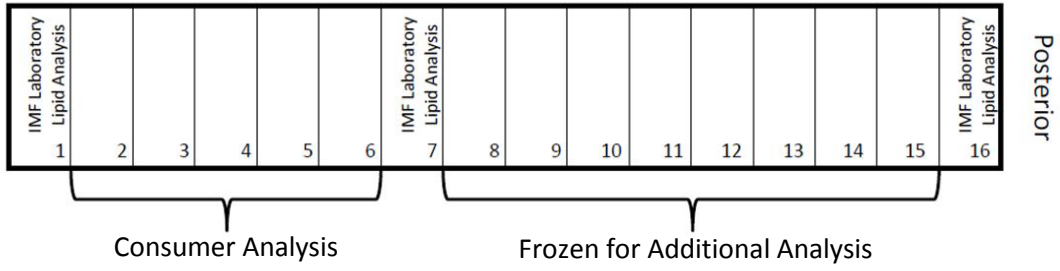 IMF Laboratory
Lipid Analysis
1
2
3
4
5
6
IMF Laboratory
Lipid Analysis
7
8
9
10
11
12
13
14
15
IMF Laboratory
Lipid Analysis
16
Posterior
Consumer Analysis
Frozen for Additional Analysis